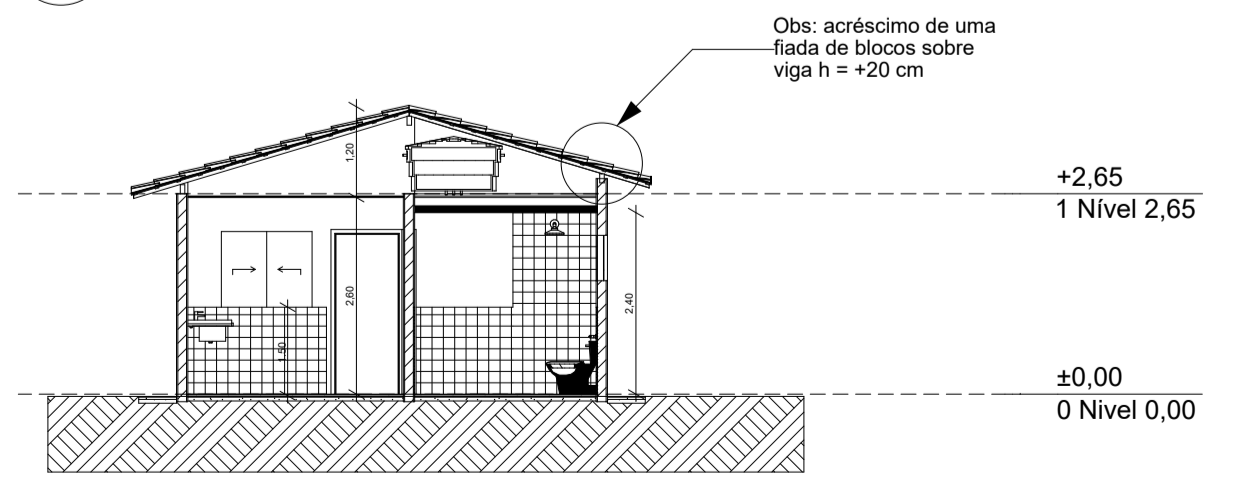 Obs: acréscimo de uma
fiada de blocos sobre
viga h = +20 cm
1,20
+2,65
1 Nível 2,65
2,60
2,40
1,50
±0,00
0 Nivel 0,00